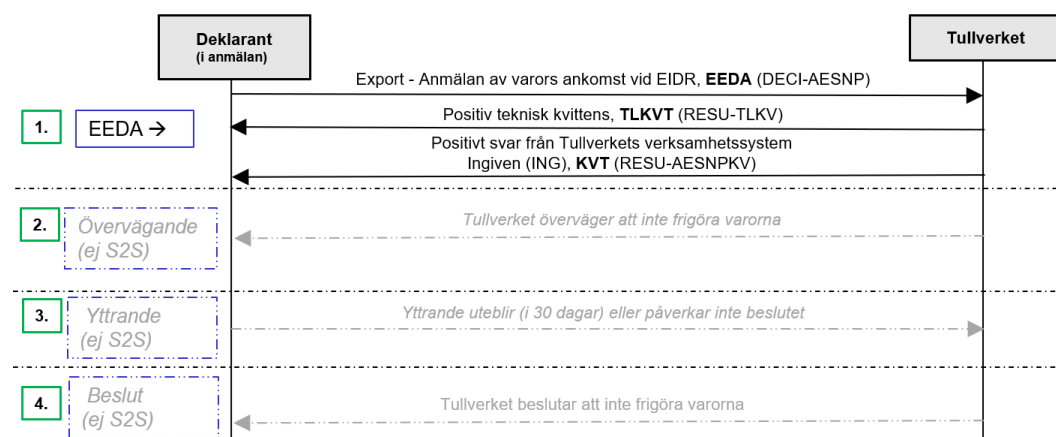 Deklarant
(i anmälan)
Tullverket
Export - Anmälan av varors ankomst vid EIDR, EEDA (DECI-AESNP)
1.
EEDA →
Positiv teknisk kvittens, TLKVT (RESU-TLKV)
Positivt svar från Tullverkets verksamhetssystem
Ingiven (ING), KVT (RESU-AESNPKV)
2.
Övervägande
(ej S2S)
Tullverket överväger att inte frigöra varorna
3.
Yttrande
(ej S2S)
Yttrande uteblir (i 30 dagar) eller påverkar inte beslutet
4.
Beslut
(ej S2S)
Tullverket beslutar att inte frigöra varorna